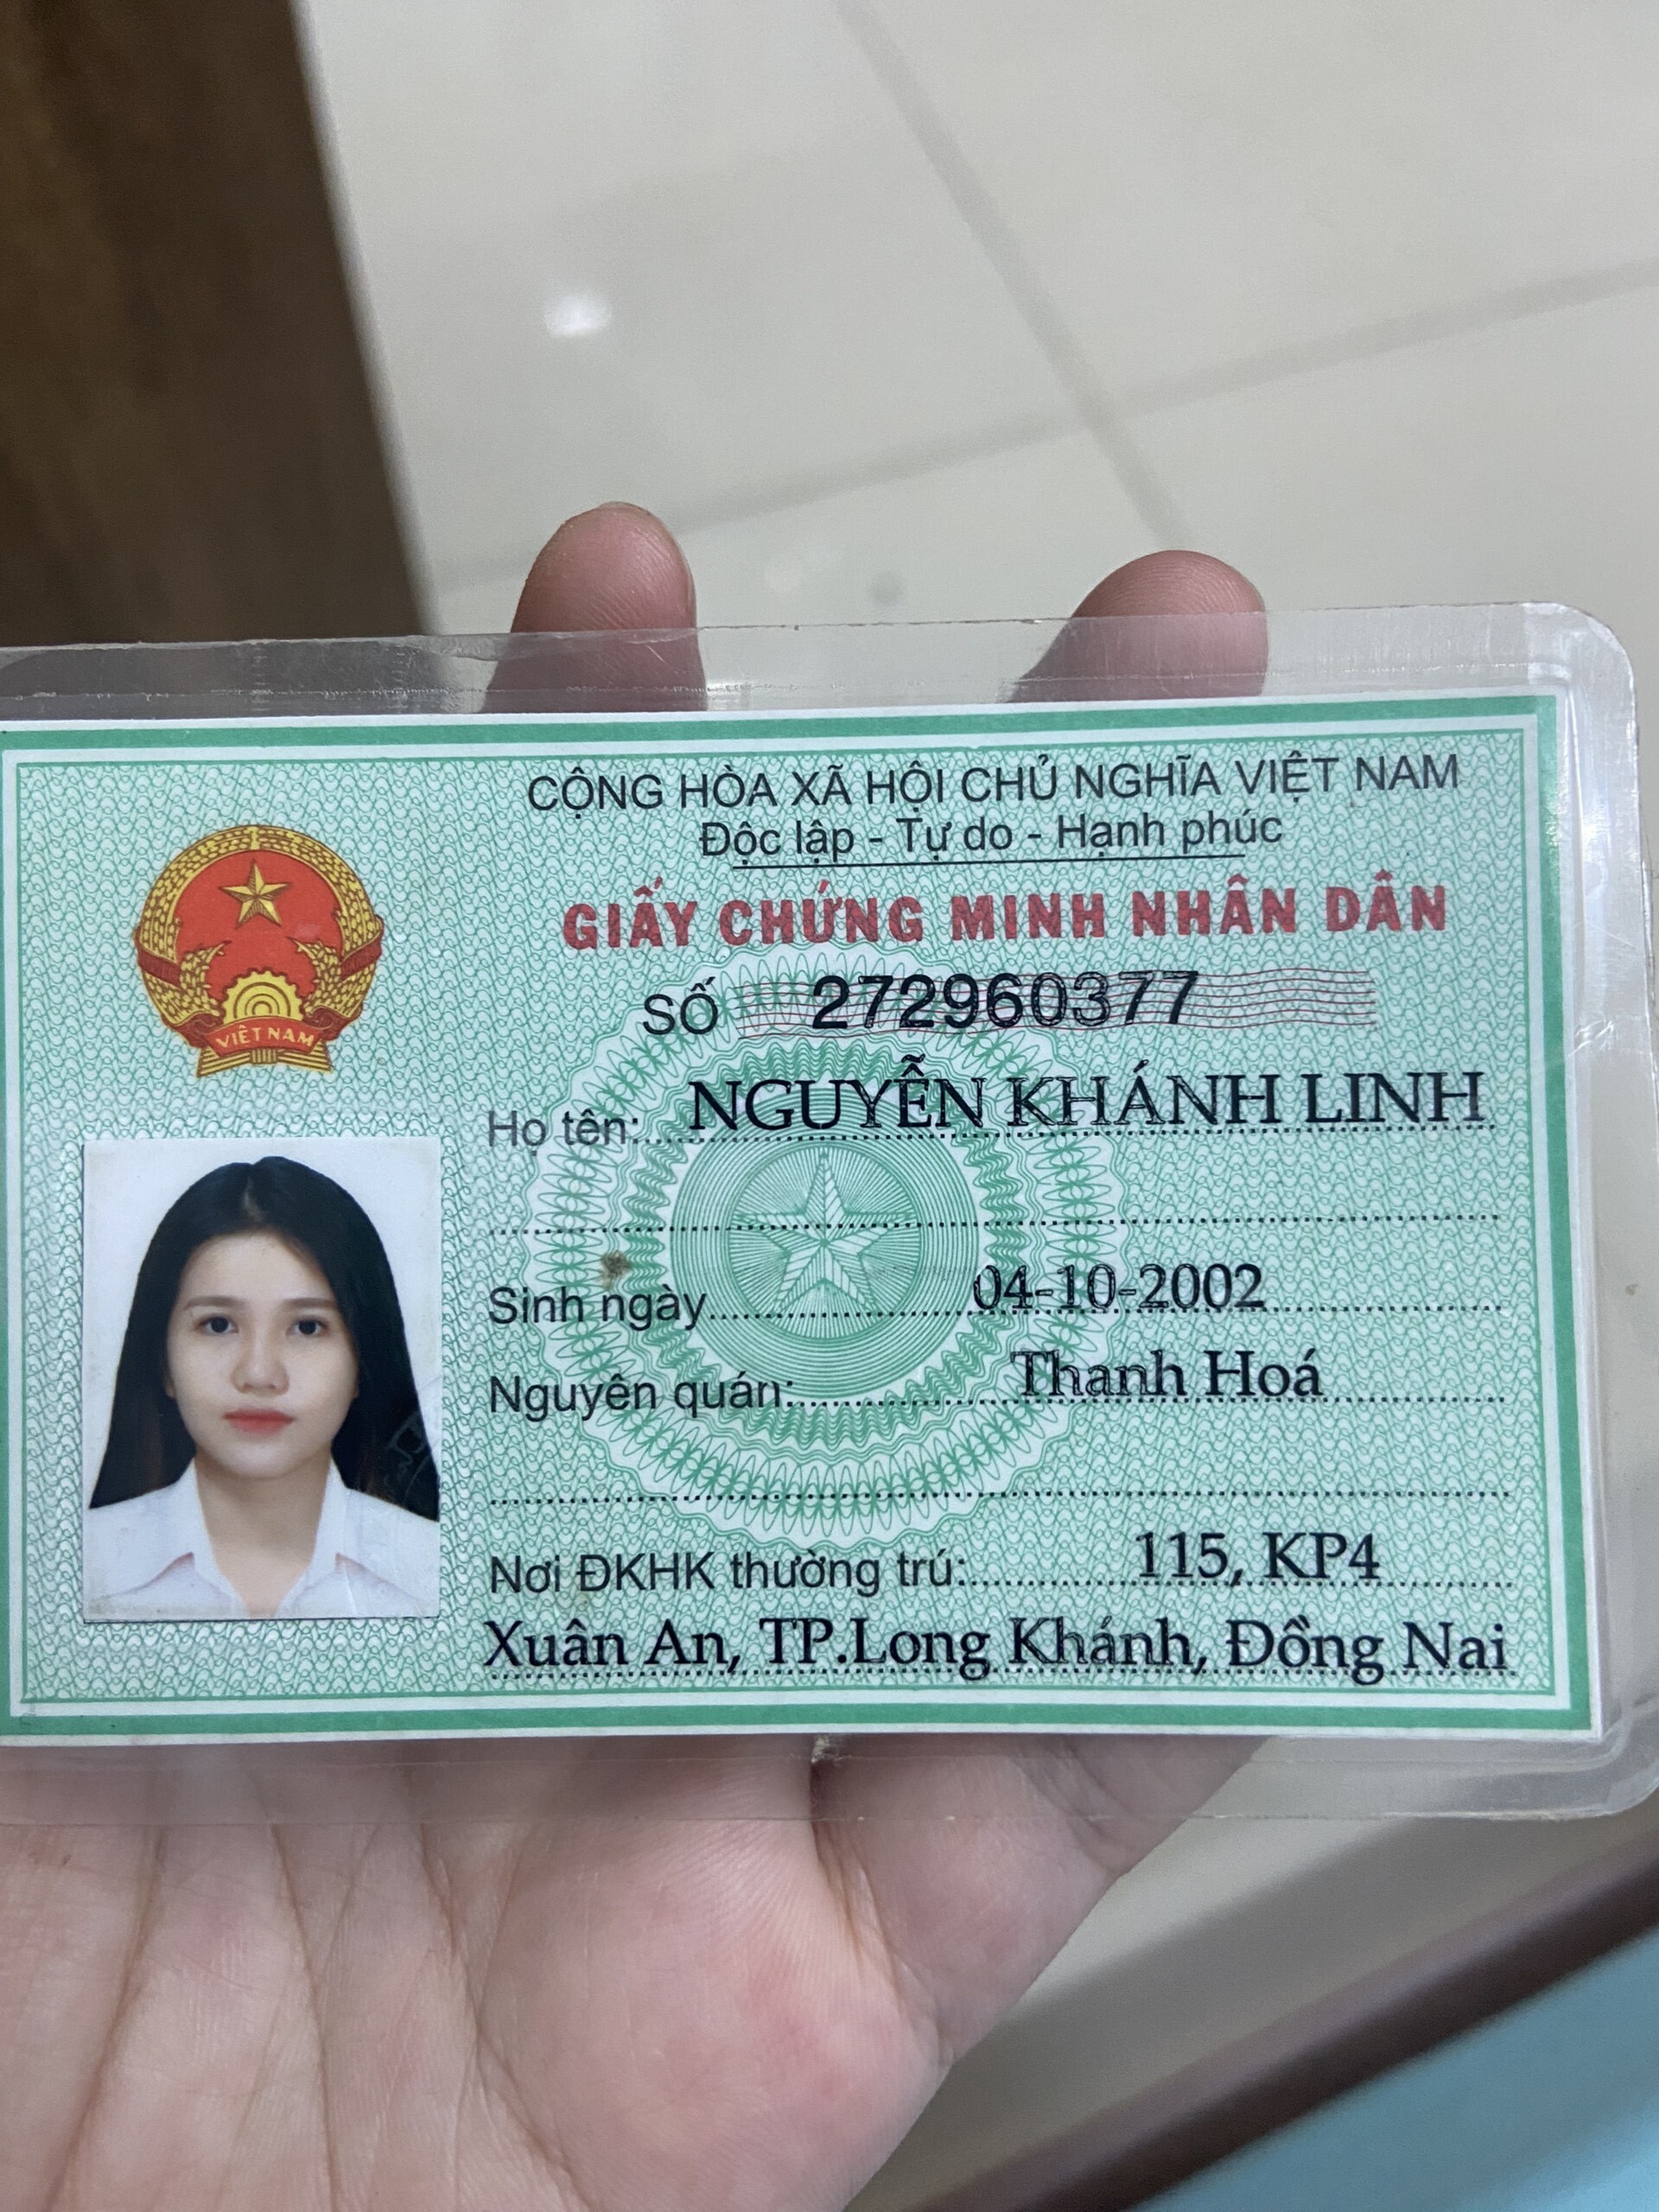 CỘNG HÒA XÃ HỘI CHỦ NGHĨA VIỆT NAM
Độc lập - Tự do - Hạnh phúc
GIẤY CHỨNG MINH NHÂN DÂN
SỐ 272960377
VIỆT NAM
Họ tên: NGUYỄN KHÁNH LINH
Sinh ngày 04-10-2002
Nguyên quán: Thanh Hoá
Nơi ĐKHK thường trú: 115, KP4
Xuân An, TP.Long Khánh, Đồng Nai